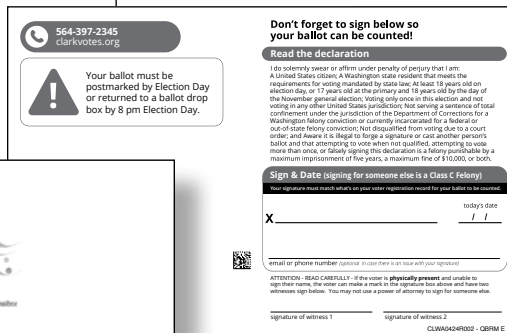 564-397-2345
clarkvotes.org
Your ballot must be
postmarked by Election Day
or returned to a ballot drop
box by 8 pm Election Day.
Don't forget to sign below so
your ballot can be counted!
Read the declaration
I do solemnly swear or affirm under penalty of perjury that I am:
A United States citizen; A Washington state resident that meets the
requirements for voting mandated by state law; At least 18 years old on
election day, or 17 years old at the primary and 18 years old by the day of
the November general election; Voting only once in this election and not
voting in any other United States jurisdiction; Not serving a sentence of total
confinement under the jurisdiction of the Department of Corrections for a
Washington felony conviction or currently incarcerated for a federal or
out-of-state felony conviction; Not disqualified from voting due to a court
order; and Aware it is illegal to forge a signature or cast another person's
ballot and that attempting to vote when not qualified, attempting to vote
more than once, or falsely signing this declaration is a felony punishable by a
maximum imprisonment of five years, a maximum fine of $10,000, or both.
Sign & Date (signing for someone else is a Class C Felony)
Your signature must match what's on your voter registration record for your ballot to be counted.
today's date
X / /
email or phone number (optional in case there is an issue with your signature)
ATTENTION - READ CAREFULLY - If the voter is physically present and unable to
sign their name, the voter can make a mark in the signature box above and have two
witnesses sign below. You may not use a power of attorney to sign for someone else.
signature of witness 1 signature of witness 2
CLWA0424R002 - QBRM E